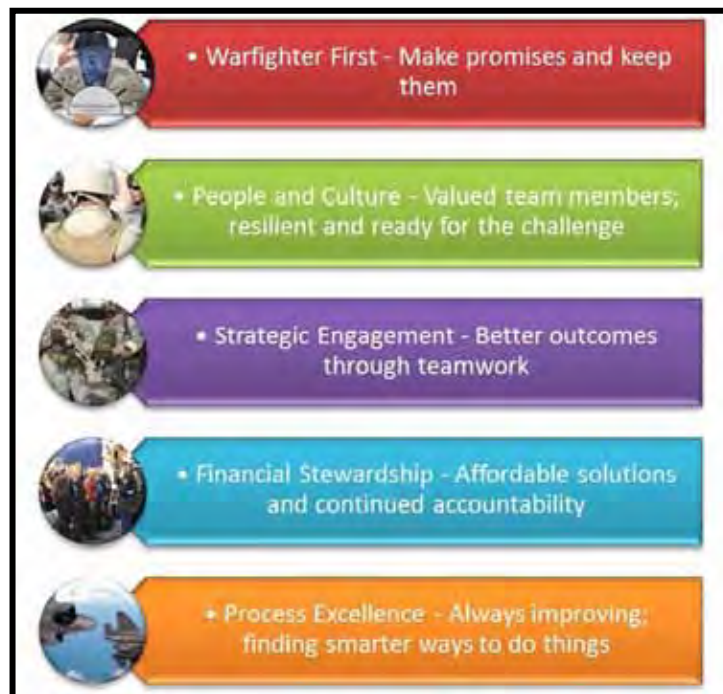 • Warfighter First - Make promises and keep
them
• People and Culture - Valued team members;
resilient and ready for the challenge
• Strategic Engagement - Better outcomes
through teamwork
• Financial Stewardship - Affordable solutions
and continued accountability
• Process Excellence - Always improving;
finding smarter ways to do things